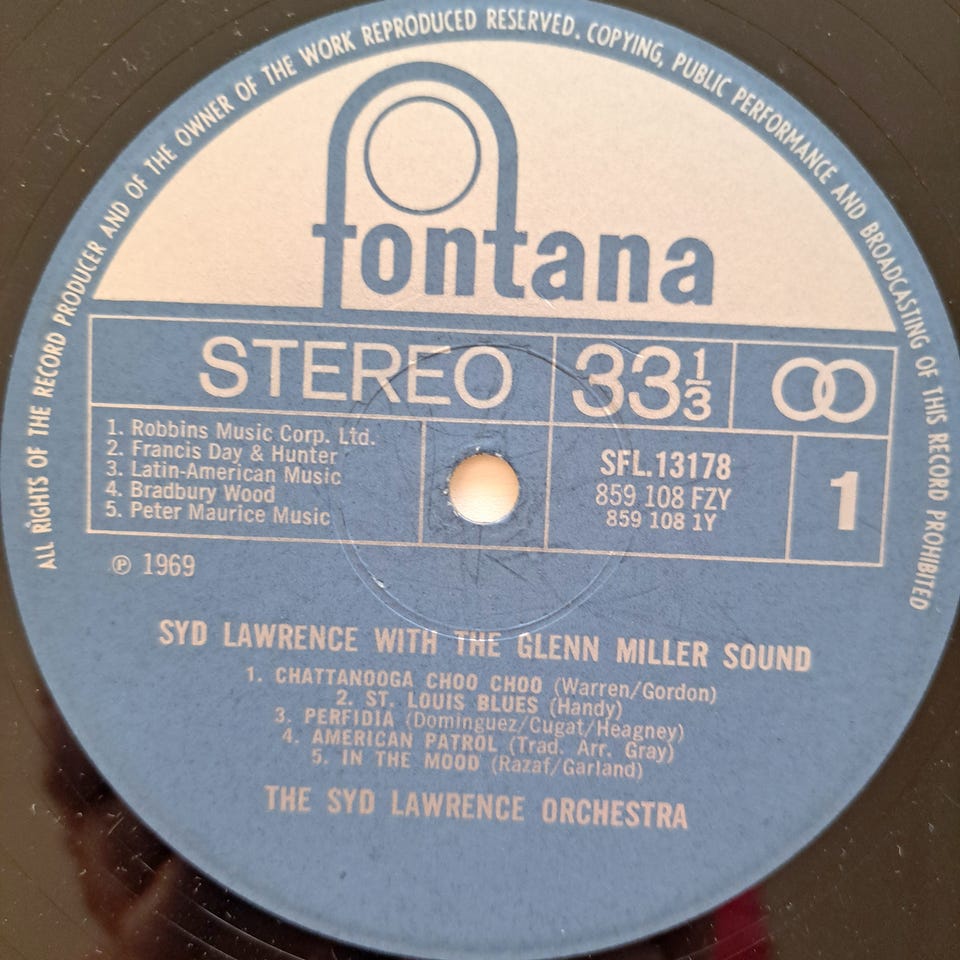 ALL RIGHTS OF THE RECORD PRODUCER AND OF THE OWNER OF THE WORK REPRODUCED RESERVED. COPYING, PUBLIC PERFORMANCE AND BROADCASTING OF THIS RECORD PROHIBITED
fontana
STEREO 33 1/3
1. Robbins Music Corp. Ltd.
2. Francis Day & Hunter
3. Latin-American Music
4. Bradbury Wood
5. Peter Maurice Music
SFL.13178
859 108 FZY
859 108 1Y
1
℗ 1969
SYD LAWRENCE WITH THE GLENN MILLER SOUND
1. CHATTANOOGA CHOO CHOO (Warren/Gordon)
2. ST. LOUIS BLUES (Handy)
3. PERFIDIA (Dominguez/Cugat/Heagney)
4. AMERICAN PATROL (Trad. Arr. Gray)
5. IN THE MOOD (Razaf/Garland)
THE SYD LAWRENCE ORCHESTRA